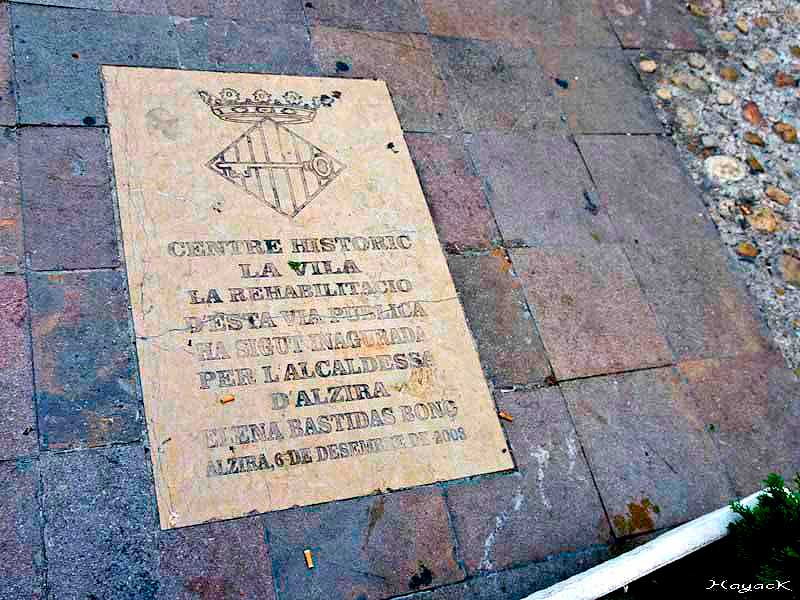 CENTRE HISTORIC
LA VILA
LA REHABILITACIO
D'ESTA VIA PUBLICA
HA SIGUT INAGURADA
PER L'ALCALDESSA
D'ALZIRA
ELENA BASTIDAS BONO
ALZIRA, 6 DE DESEMBRE DE 2003
HayacK